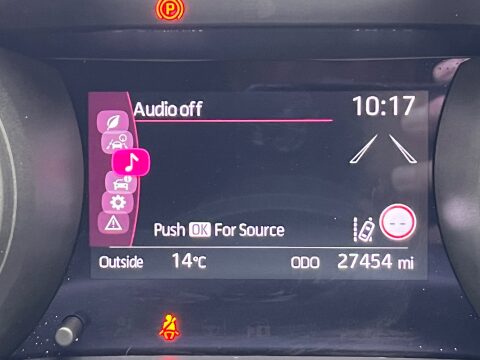 P
Audio off 10:17
Push OK For Source
Outside 14°C ODO 27454 mi